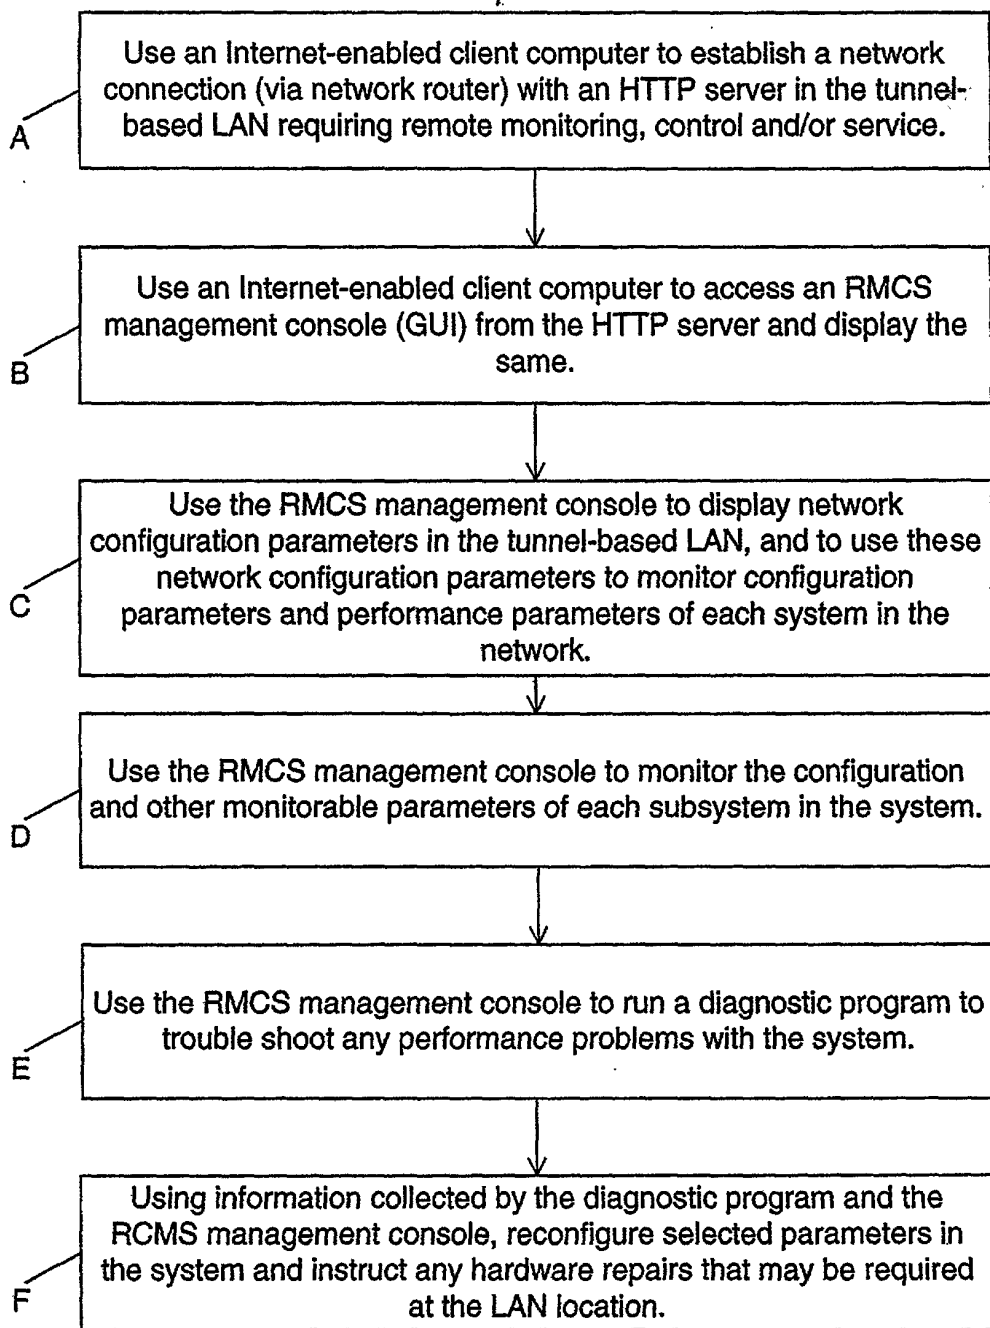 Use an Internet-enabled client computer to establish a network
connection (via network router) with an HTTP server in the tunnel-
based LAN requiring remote monitoring, control and/or service.
A
Use an Internet-enabled client computer to access an RMCS
management console (GUI) from the HTTP server and display the
same.
B
Use the RMCS management console to display network
configuration parameters in the tunnel-based LAN, and to use these
network configuration parameters to monitor configuration
parameters and performance parameters of each system in the
network.
C
Use the RMCS management console to monitor the configuration
and other monitorable parameters of each subsystem in the system.
D
Use the RMCS management console to run a diagnostic program to
trouble shoot any performance problems with the system.
E
Using information collected by the diagnostic program and the
RCMS management console, reconfigure selected parameters in
the system and instruct any hardware repairs that may be required
at the LAN location.
F